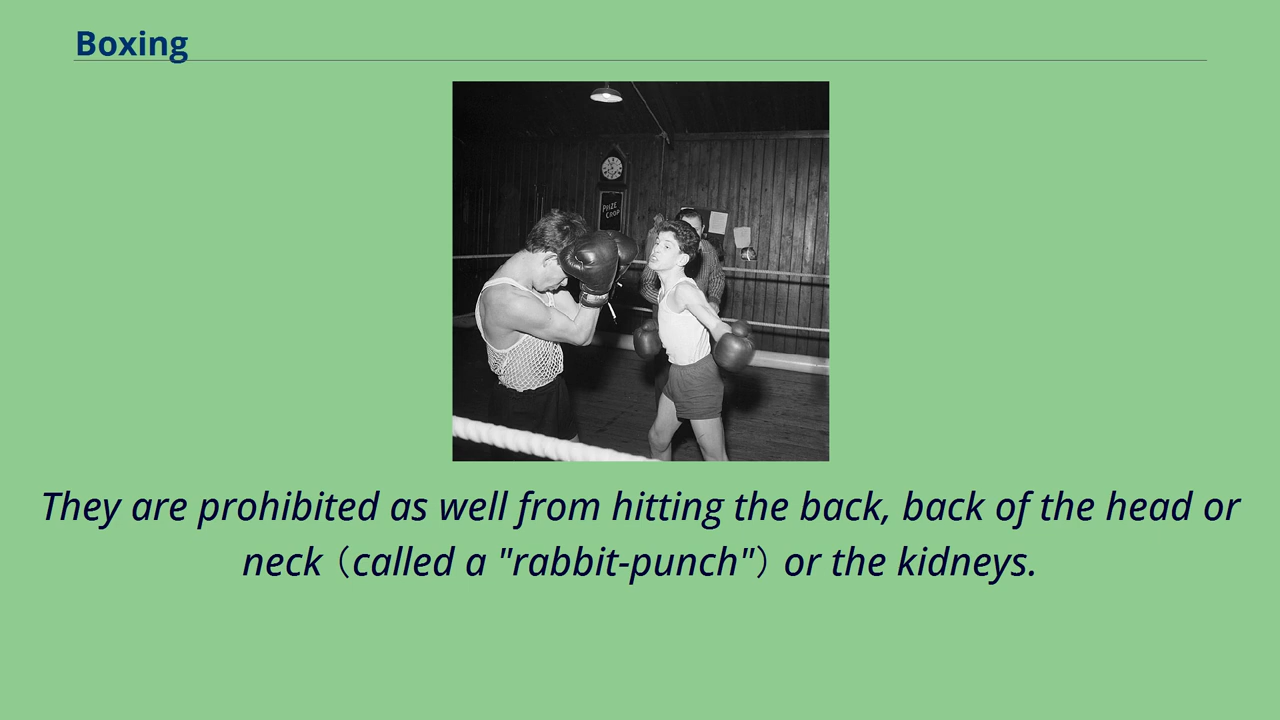 Boxing
PRIZE
CROP
They are prohibited as well from hitting the back, back of the head or
neck（called a "rabbit-punch"）or the kidneys.